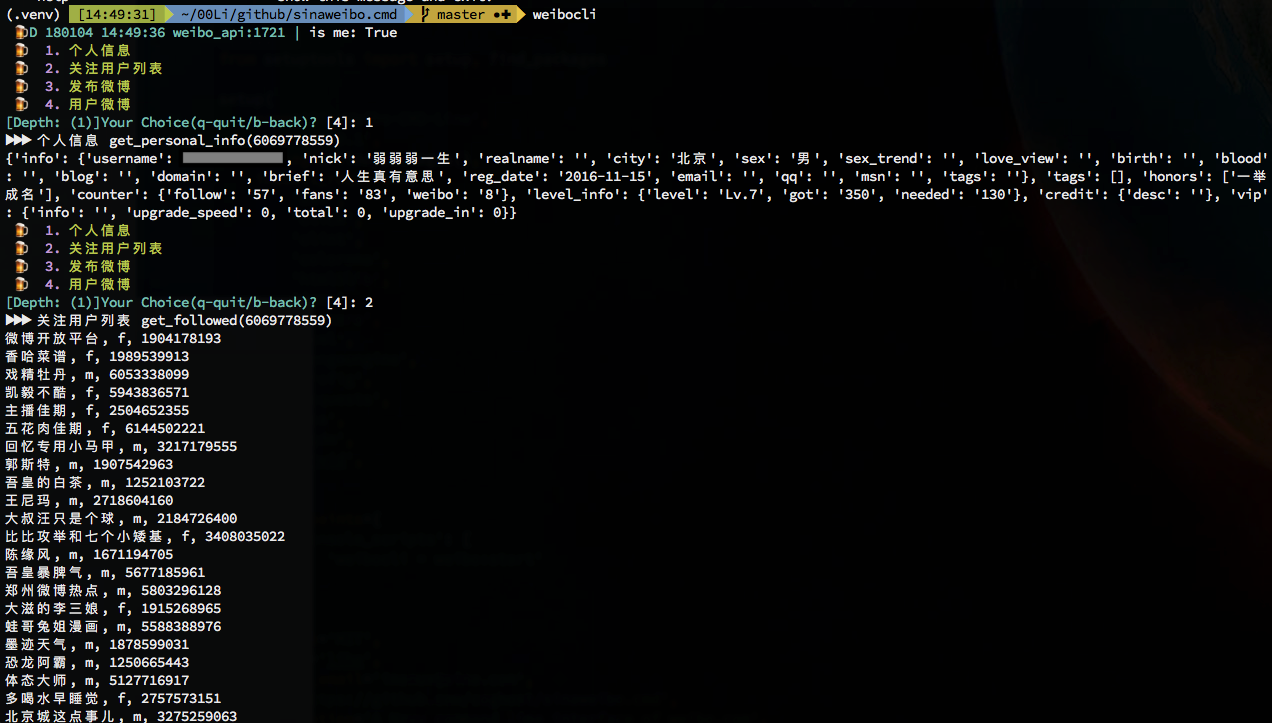 (.venv) [14:49:31] ~/00Li/github/sinaweibo.cmd master ●✚ weibocli
D 180104 14:49:36 weibo_api:1721 | is me: True
1. 个人信息
2. 关注用户列表
3. 发布微博
4. 用户微博
[Depth: (1)]Your Choice(q-quit/b-back)? [4]: 1
▶▶▶ 个人信息 get_personal_info(6069778559)
{'info': {'username': , 'nick': '弱弱弱一生', 'realname': '', 'city': '北京', 'sex': '男', 'sex_trend': '', 'love_view': '', 'birth': '', 'blood'
: '', 'blog': '', 'domain': '', 'brief': '人生真有意思', 'reg_date': '2016-11-15', 'email': '', 'qq': '', 'msn': '', 'tags': ''}, 'tags': [], 'honors': ['一举
成名'], 'counter': {'follow': '57', 'fans': '83', 'weibo': '8'}, 'level_info': {'level': 'Lv.7', 'got': '350', 'needed': '130'}, 'credit': {'desc': ''}, 'vip'
: {'info': '', 'upgrade_speed': 0, 'total': 0, 'upgrade_in': 0}}
1. 个人信息
2. 关注用户列表
3. 发布微博
4. 用户微博
[Depth: (1)]Your Choice(q-quit/b-back)? [4]: 2
▶▶▶ 关注用户列表 get_followed(6069778559)
微博开放平台, f, 1904178193
香哈菜谱, f, 1989539913
戏精牡丹, m, 6053338099
凯毅不酷, f, 5943836571
主播佳期, f, 2504652355
五花肉佳期, f, 6144502221
回忆专用小马甲, m, 3217179555
郭斯特, m, 1907542963
吾皇的白茶, m, 1252103722
王尼玛, m, 2718604160
大叔汪只是个球, m, 2184726400
比比攻举和七个小矮基, f, 3408035022
陈缘风, m, 1671194705
吾皇暴脾气, m, 5677185961
郑州微博热点, m, 5803296128
大滋的李三娘, f, 1915268965
蛙哥兔姐漫画, m, 5588388976
墨迹天气, m, 1878599031
恐龙阿霸, m, 1250665443
体态大师, m, 5127716917
多喝水早睡觉, f, 2757573151
北京城这点事儿, m, 3275259063